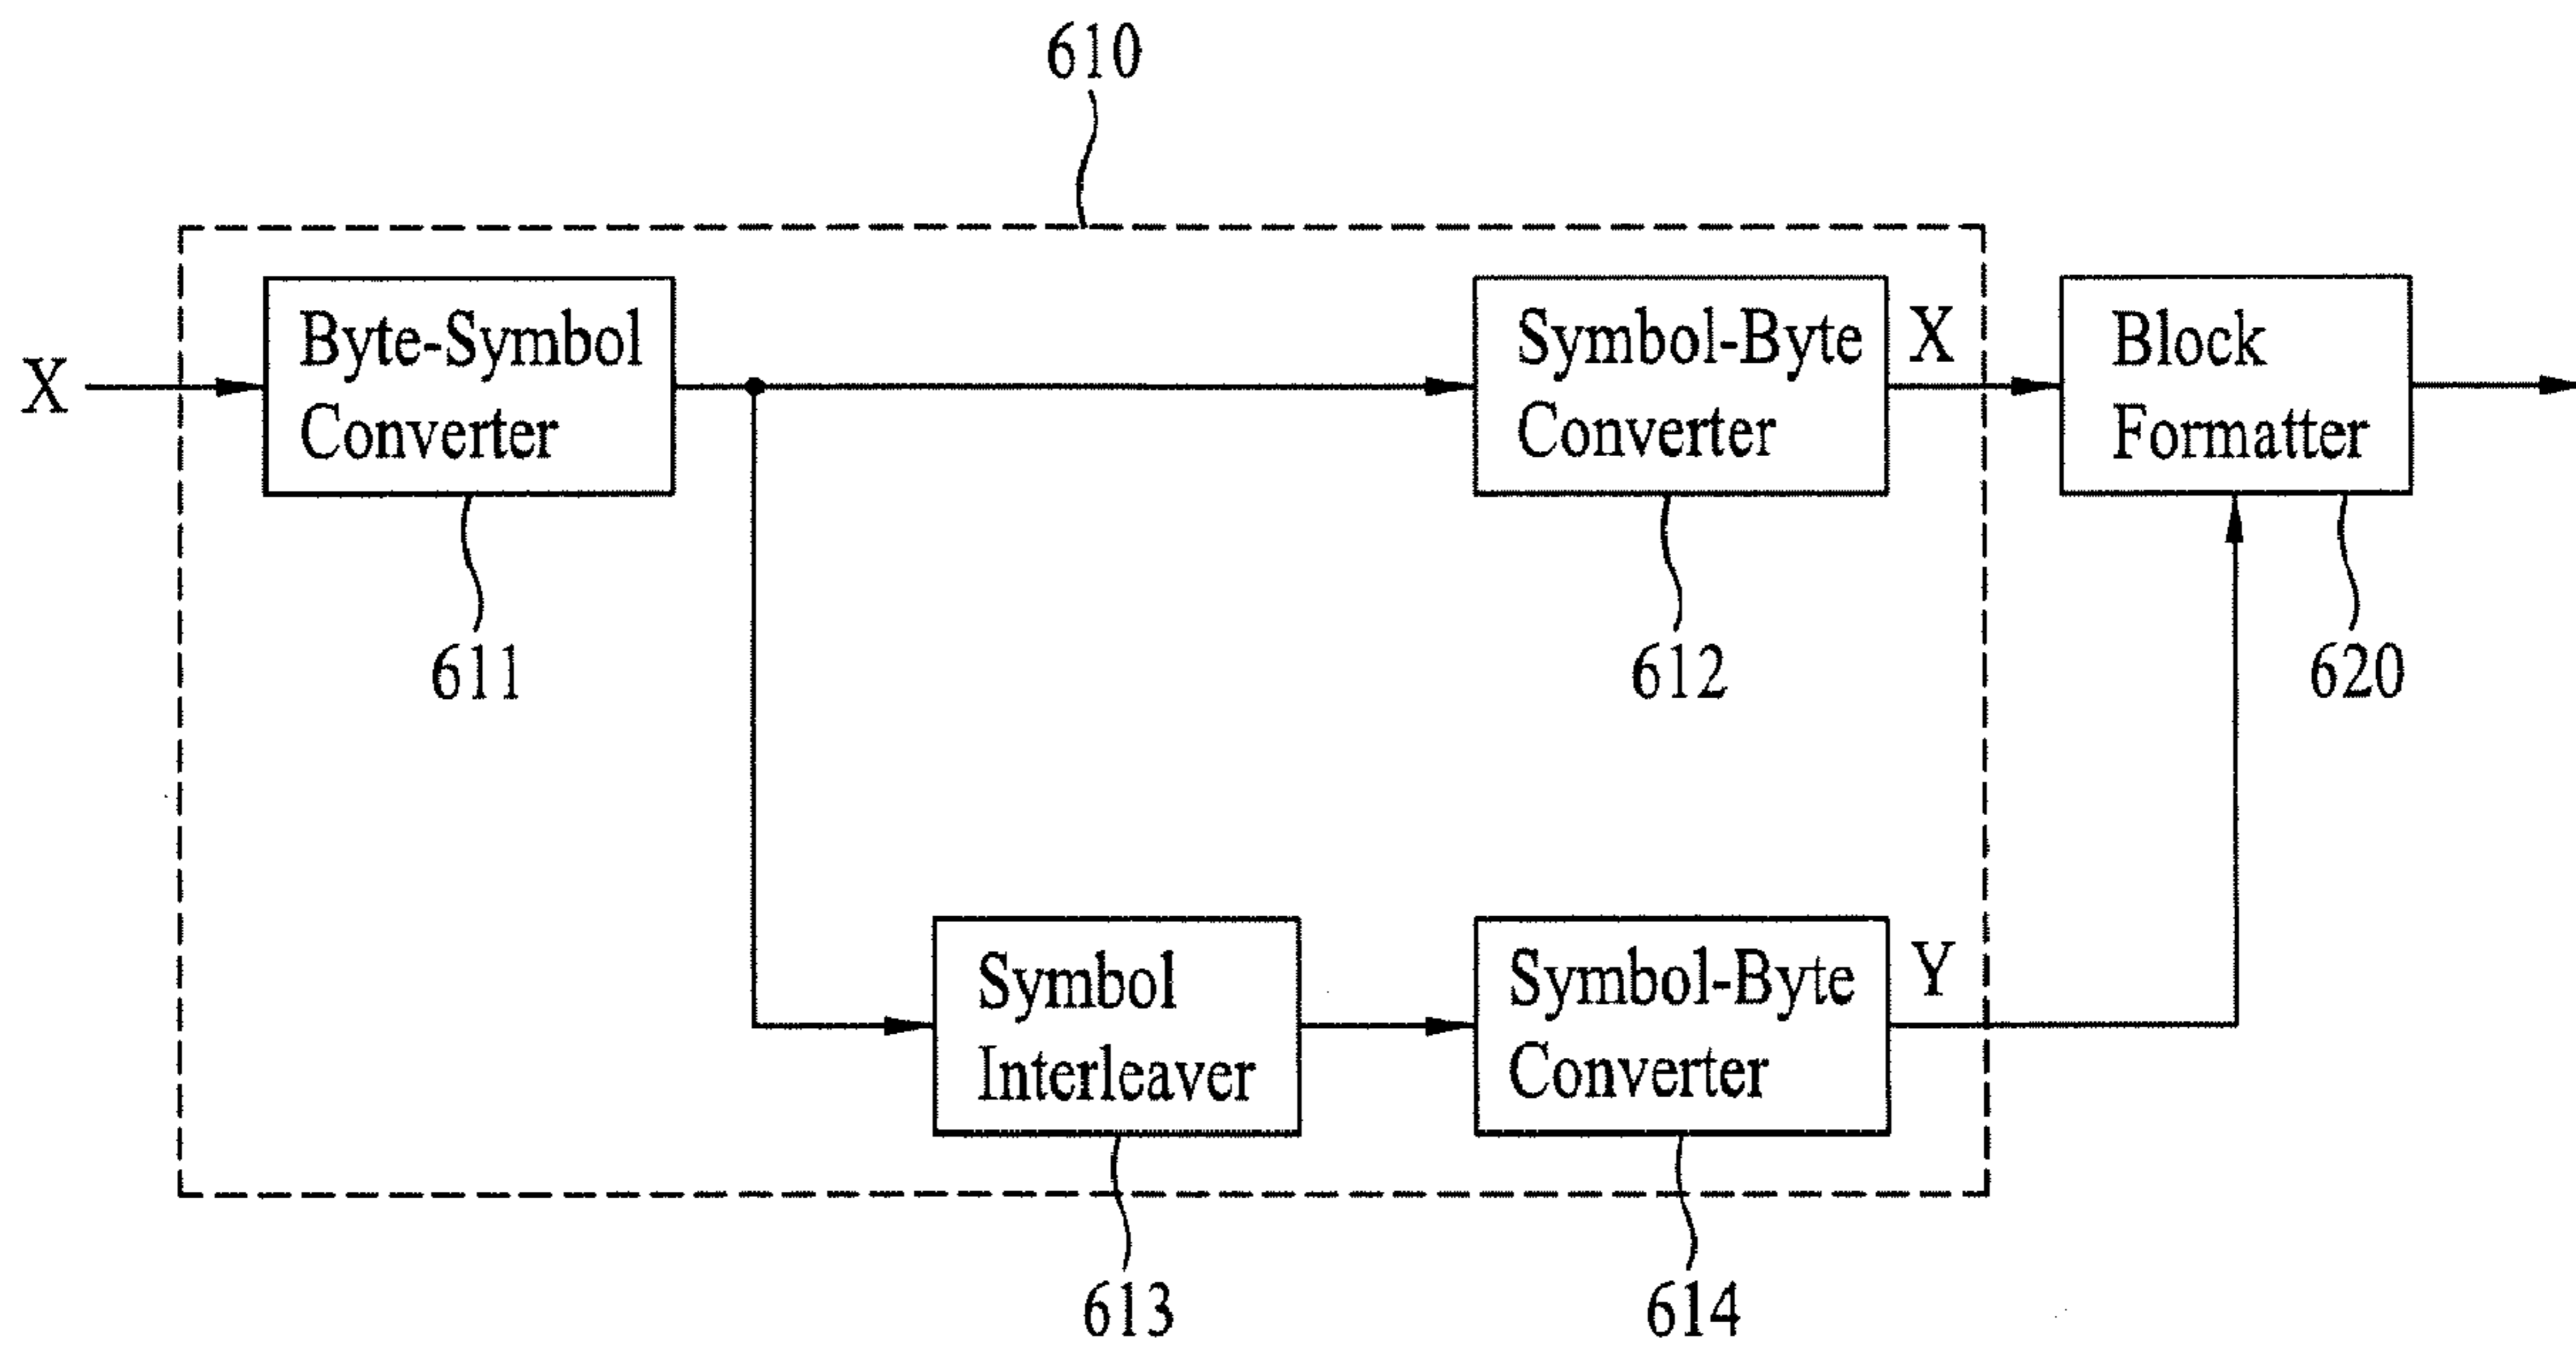 610
X
Byte-Symbol
Converter
611
Symbol-Byte
Converter
612
X
Block
Formatter
620
Symbol
Interleaver
613
Symbol-Byte
Converter
614
Y